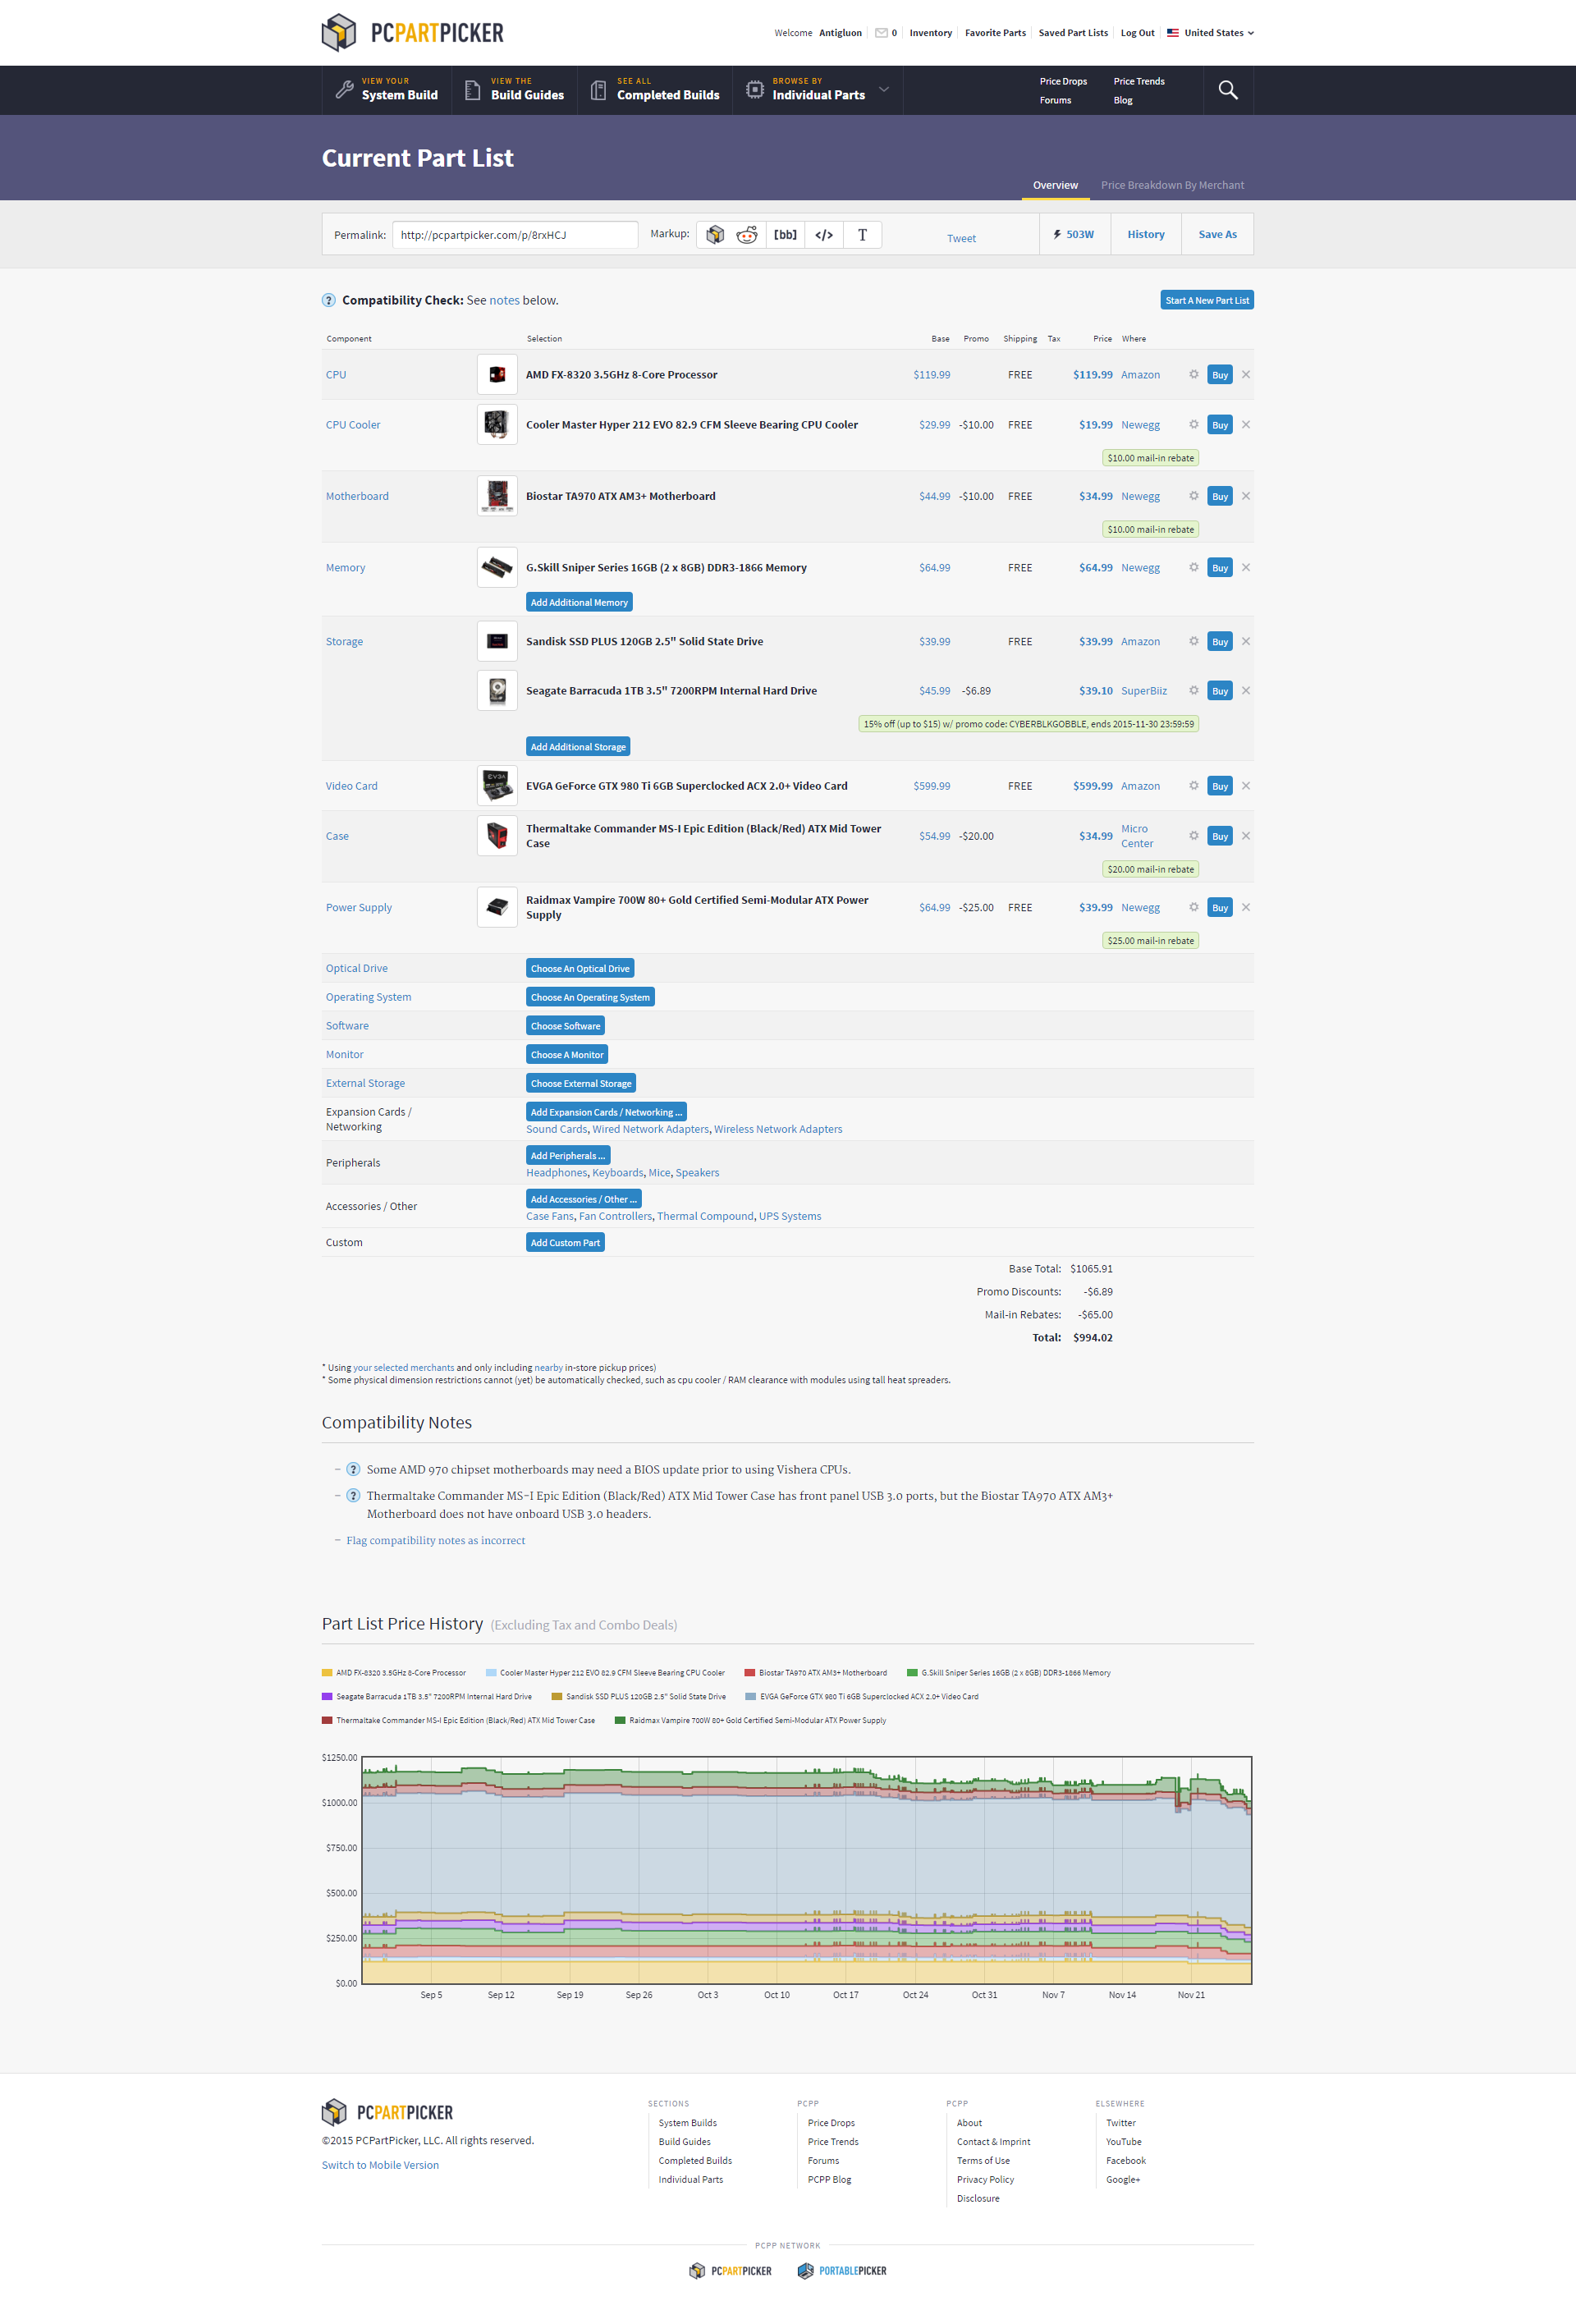 PCPARTPICKER
Welcome Antigluon 0 Inventory Favorite Parts Saved Part Lists Log Out United States
VIEW YOUR
System Build
VIEW THE
Build Guides
SEE ALL
Completed Builds
BROWSE BY
Individual Parts
Price Drops Price Trends
Forums Blog
Current Part List
Overview Price Breakdown By Merchant
Permalink: http://pcpartpicker.com/p/8rxHCJ Markup: [bb] </> T Tweet 503W History Save As
? Compatibility Check: See notes below. Start A New Part List
Component Selection Base Promo Shipping Tax Price Where
CPU AMD FX-8320 3.5GHz 8-Core Processor $119.99 FREE $119.99 Amazon Buy
CPU Cooler Cooler Master Hyper 212 EVO 82.9 CFM Sleeve Bearing CPU Cooler $29.99 -$10.00 FREE $19.99 Newegg Buy
$10.00 mail-in rebate
Motherboard Biostar TA970 ATX AM3+ Motherboard $44.99 -$10.00 FREE $34.99 Newegg Buy
$10.00 mail-in rebate
Memory G.Skill Sniper Series 16GB (2 x 8GB) DDR3-1866 Memory $64.99 FREE $64.99 Newegg Buy
Add Additional Memory
Storage Sandisk SSD PLUS 120GB 2.5" Solid State Drive $39.99 FREE $39.99 Amazon Buy
Seagate Barracuda 1TB 3.5" 7200RPM Internal Hard Drive $45.99 -$6.89 $39.10 SuperBiiz Buy
15% off (up to $15) w/ promo code: CYBERBLKGOBBLE, ends 2015-11-30 23:59:59
Add Additional Storage
EVGA
Video Card EVGA GeForce GTX 980 Ti 6GB Superclocked ACX 2.0+ Video Card $599.99 FREE $599.99 Amazon Buy
Case Thermaltake Commander MS-I Epic Edition (Black/Red) ATX Mid Tower Case $54.99 -$20.00 $34.99 Micro Center Buy
$20.00 mail-in rebate
Power Supply Raidmax Vampire 700W 80+ Gold Certified Semi-Modular ATX Power Supply $64.99 -$25.00 FREE $39.99 Newegg Buy
$25.00 mail-in rebate
Optical Drive Choose An Optical Drive
Operating System Choose An Operating System
Software Choose Software
Monitor Choose A Monitor
External Storage Choose External Storage
Expansion Cards / Networking Add Expansion Cards / Networking ...
Sound Cards, Wired Network Adapters, Wireless Network Adapters
Peripherals Add Peripherals ...
Headphones, Keyboards, Mice, Speakers
Accessories / Other Add Accessories / Other ...
Case Fans, Fan Controllers, Thermal Compound, UPS Systems
Custom Add Custom Part
Base Total: $1065.91
Promo Discounts: -$6.89
Mail-in Rebates: -$65.00
Total: $994.02
* Using your selected merchants and only including nearby in-store pickup prices)
* Some physical dimension restrictions cannot (yet) be automatically checked, such as cpu cooler / RAM clearance with modules using tall heat spreaders.
Compatibility Notes
– ? Some AMD 970 chipset motherboards may need a BIOS update prior to using Vishera CPUs.
– ? Thermaltake Commander MS-I Epic Edition (Black/Red) ATX Mid Tower Case has front panel USB 3.0 ports, but the Biostar TA970 ATX AM3+
Motherboard does not have onboard USB 3.0 headers.
– Flag compatibility notes as incorrect
Part List Price History (Excluding Tax and Combo Deals)
AMD FX-8320 3.5GHz 8-Core Processor Cooler Master Hyper 212 EVO 82.9 CFM Sleeve Bearing CPU Cooler Biostar TA970 ATX AM3+ Motherboard G.Skill Sniper Series 16GB (2 x 8GB) DDR3-1866 Memory
Seagate Barracuda 1TB 3.5" 7200RPM Internal Hard Drive Sandisk SSD PLUS 120GB 2.5" Solid State Drive EVGA GeForce GTX 980 Ti 6GB Superclocked ACX 2.0+ Video Card
Thermaltake Commander MS-I Epic Edition (Black/Red) ATX Mid Tower Case Raidmax Vampire 700W 80+ Gold Certified Semi-Modular ATX Power Supply
$1250.00
$1000.00
$750.00
$500.00
$250.00
$0.00
Sep 5 Sep 12 Sep 19 Sep 26 Oct 3 Oct 10 Oct 17 Oct 24 Oct 31 Nov 7 Nov 14 Nov 21
PCPARTPICKER
©2015 PCPartPicker, LLC. All rights reserved.
Switch to Mobile Version
SECTIONS
System Builds
Build Guides
Completed Builds
Individual Parts
PCPP
Price Drops
Price Trends
Forums
PCPP Blog
PCPP
About
Contact & Imprint
Terms of Use
Privacy Policy
Disclosure
ELSEWHERE
Twitter
YouTube
Facebook
Google+
PCPP NETWORK
PCPARTPICKER PORTABLEPICKER